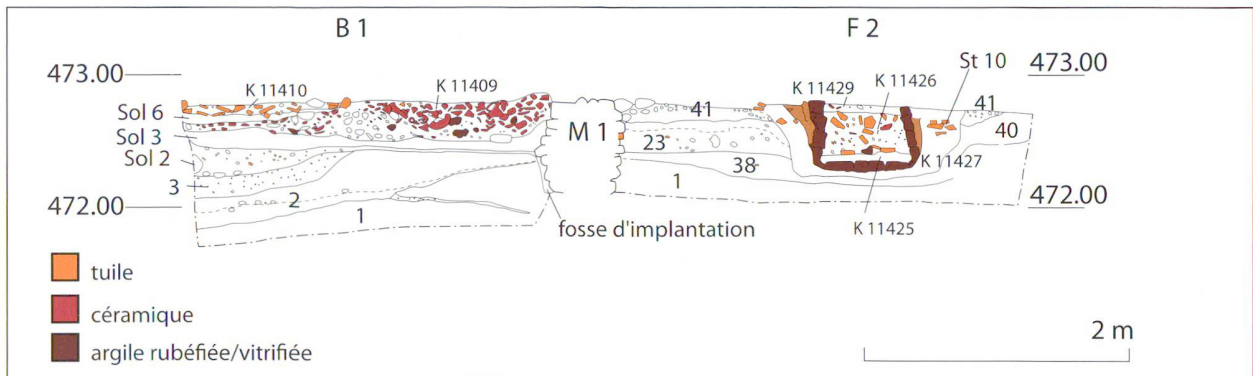 B 1
F 2
473.00
473.00
St 10
K 11410
K 11409
K 11429
K 11426
Sol 6
41
41
Sol 3
M 1
23
40
Sol 2
38
K 11427
3
1
2
472.00
472.00
1
fosse d'implantation
K 11425
tuile
céramique
argile rubéfiée/vitrifiée
2 m